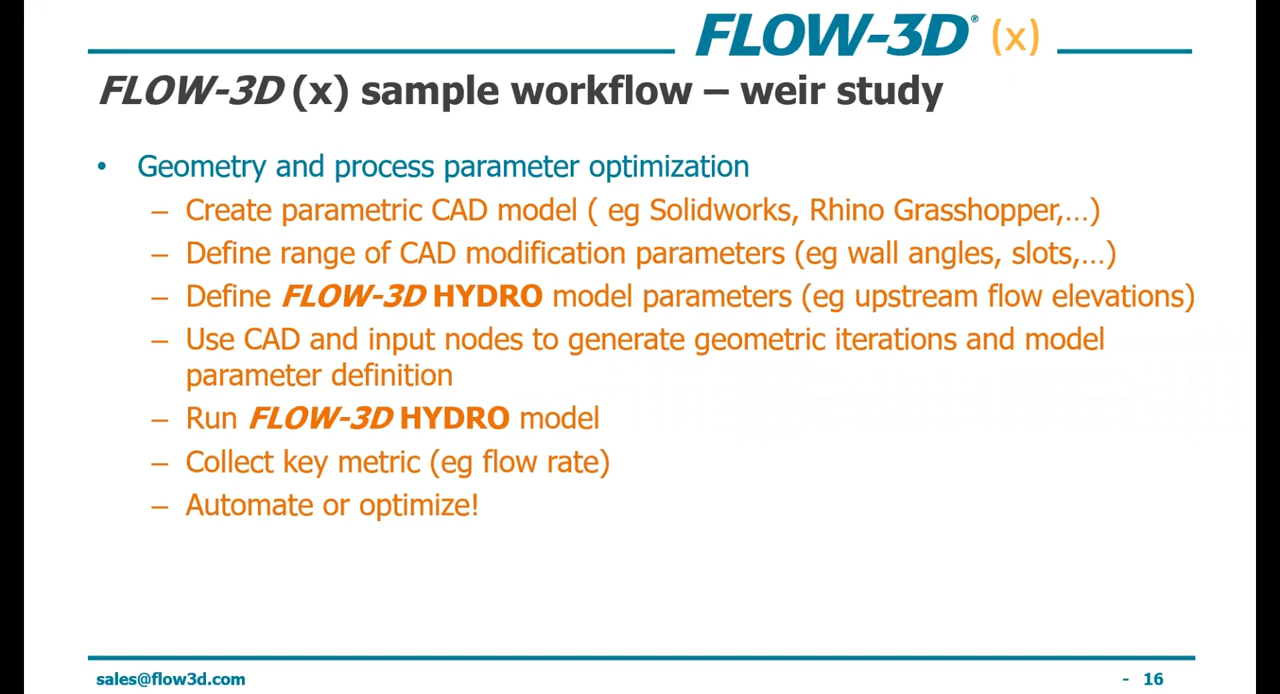 FLOW-3D® (x)
FLOW-3D (x) sample workflow – weir study
• Geometry and process parameter optimization
– Create parametric CAD model ( eg Solidworks, Rhino Grasshopper,...)
– Define range of CAD modification parameters (eg wall angles, slots,...)
– Define FLOW-3D HYDRO model parameters (eg upstream flow elevations)
– Use CAD and input nodes to generate geometric iterations and model
parameter definition
– Run FLOW-3D HYDRO model
– Collect key metric (eg flow rate)
– Automate or optimize!
sales@flow3d.com
- 16